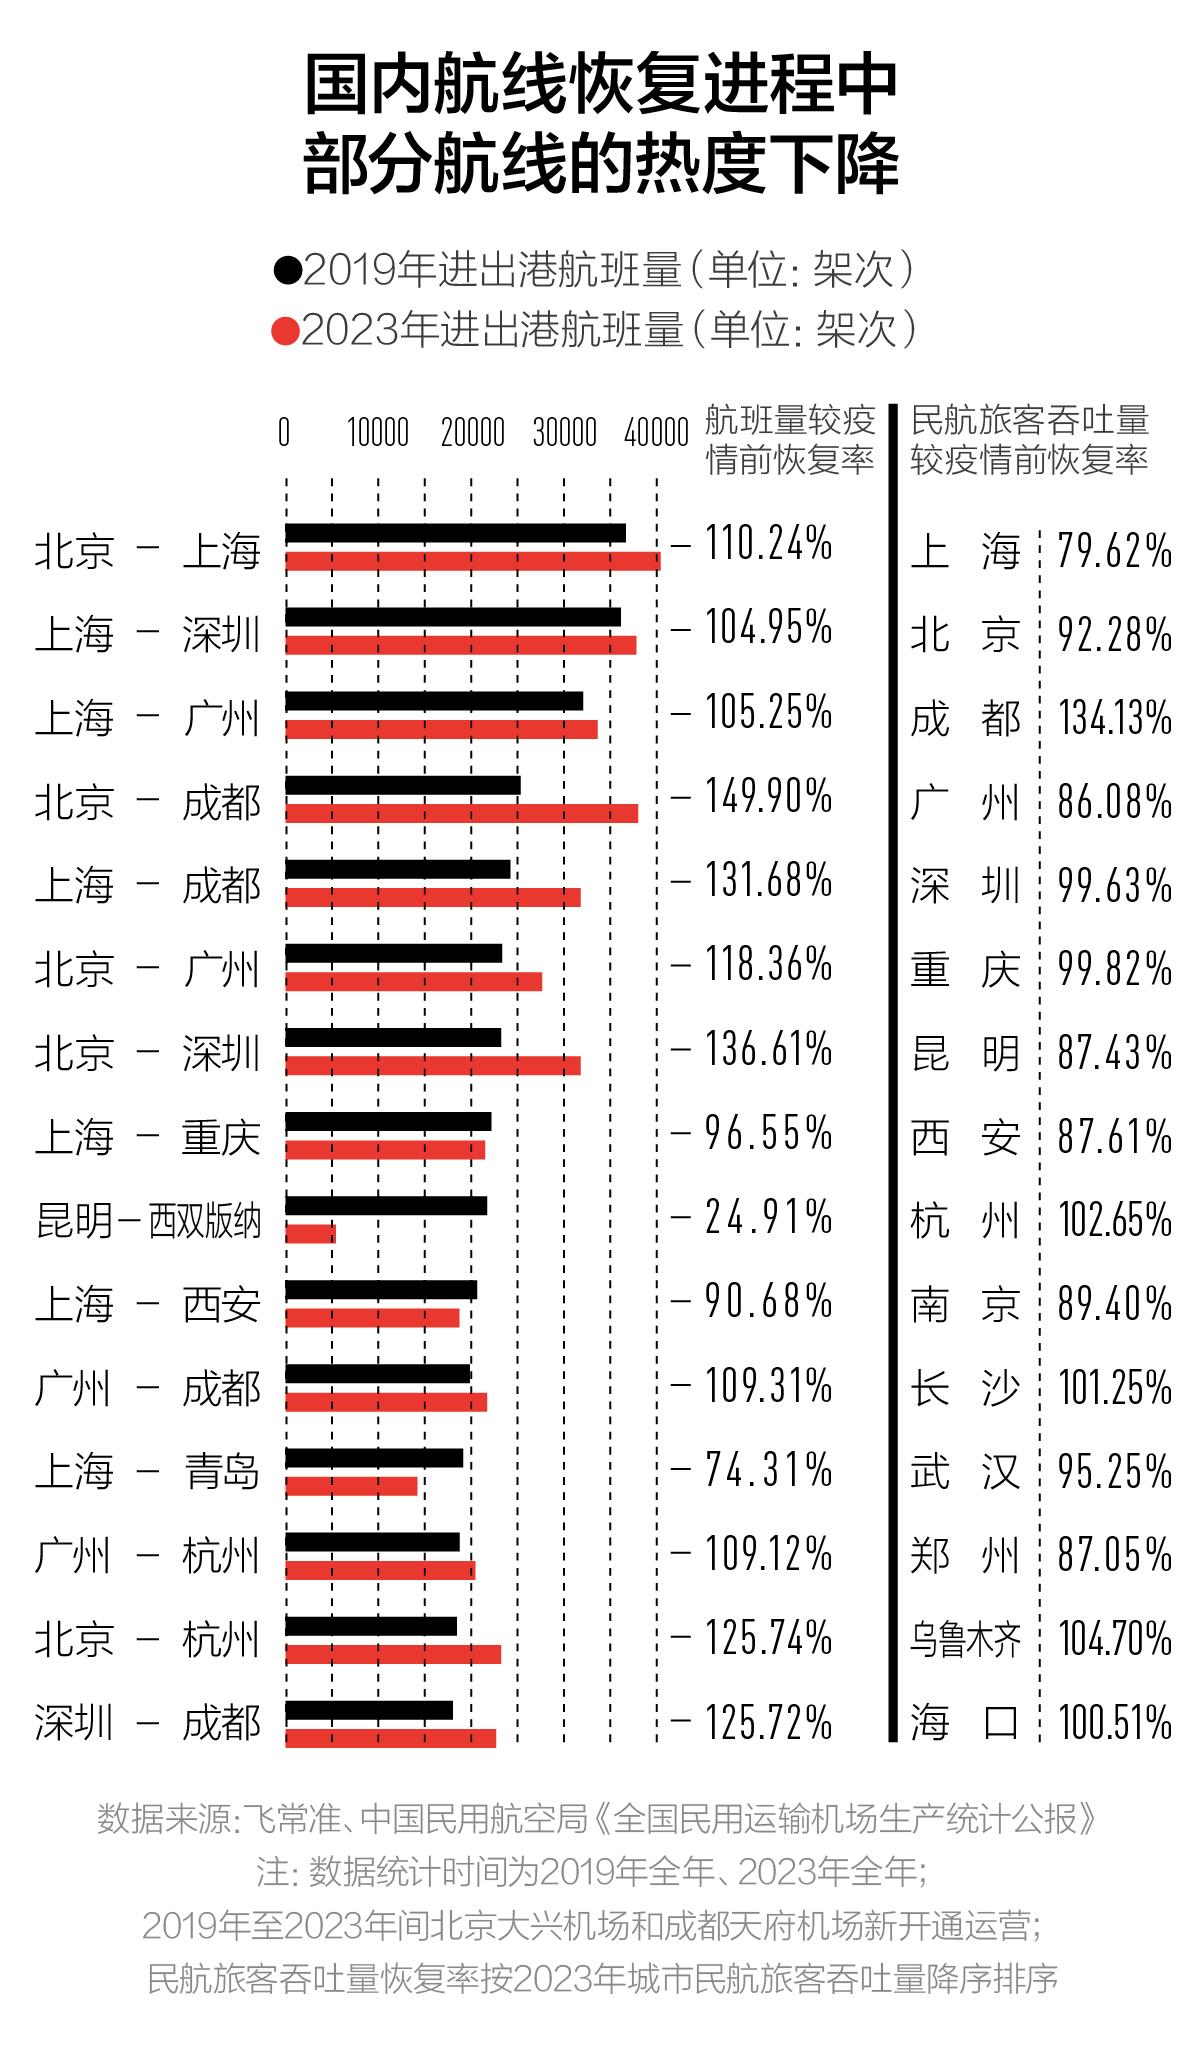 国内航线恢复进程中
部分航线的热度下降
2019年进出港航班量（单位：架次）
2023年进出港航班量（单位：架次）
0 10000 20000 30000 40000
航班量较疫
情前恢复率
民航旅客吞吐量
较疫情前恢复率
北京 — 上海 — 110.24%
上海 — 深圳 — 104.95%
上海 — 广州 — 105.25%
北京 — 成都 — 149.90%
上海 — 成都 — 131.68%
北京 — 广州 — 118.36%
北京 — 深圳 — 136.61%
上海 — 重庆 — 96.55%
昆明 — 西双版纳 — 24.91%
上海 — 西安 — 90.68%
广州 — 成都 — 109.31%
上海 — 青岛 — 74.31%
广州 — 杭州 — 109.12%
北京 — 杭州 — 125.74%
深圳 — 成都 — 125.72%
上海 79.62%
北京 92.28%
成都 134.13%
广州 86.08%
深圳 99.63%
重庆 99.82%
昆明 87.43%
西安 87.61%
杭州 102.65%
南京 89.40%
长沙 101.25%
武汉 95.25%
郑州 87.05%
乌鲁木齐 104.70%
海口 100.51%
数据来源：飞常准、中国民用航空局《全国民用运输机场生产统计公报》
注：数据统计时间为2019年全年、2023年全年；
2019年至2023年间北京大兴机场和成都天府机场新开通运营；
民航旅客吞吐量恢复率按2023年城市民航旅客吞吐量降序排序